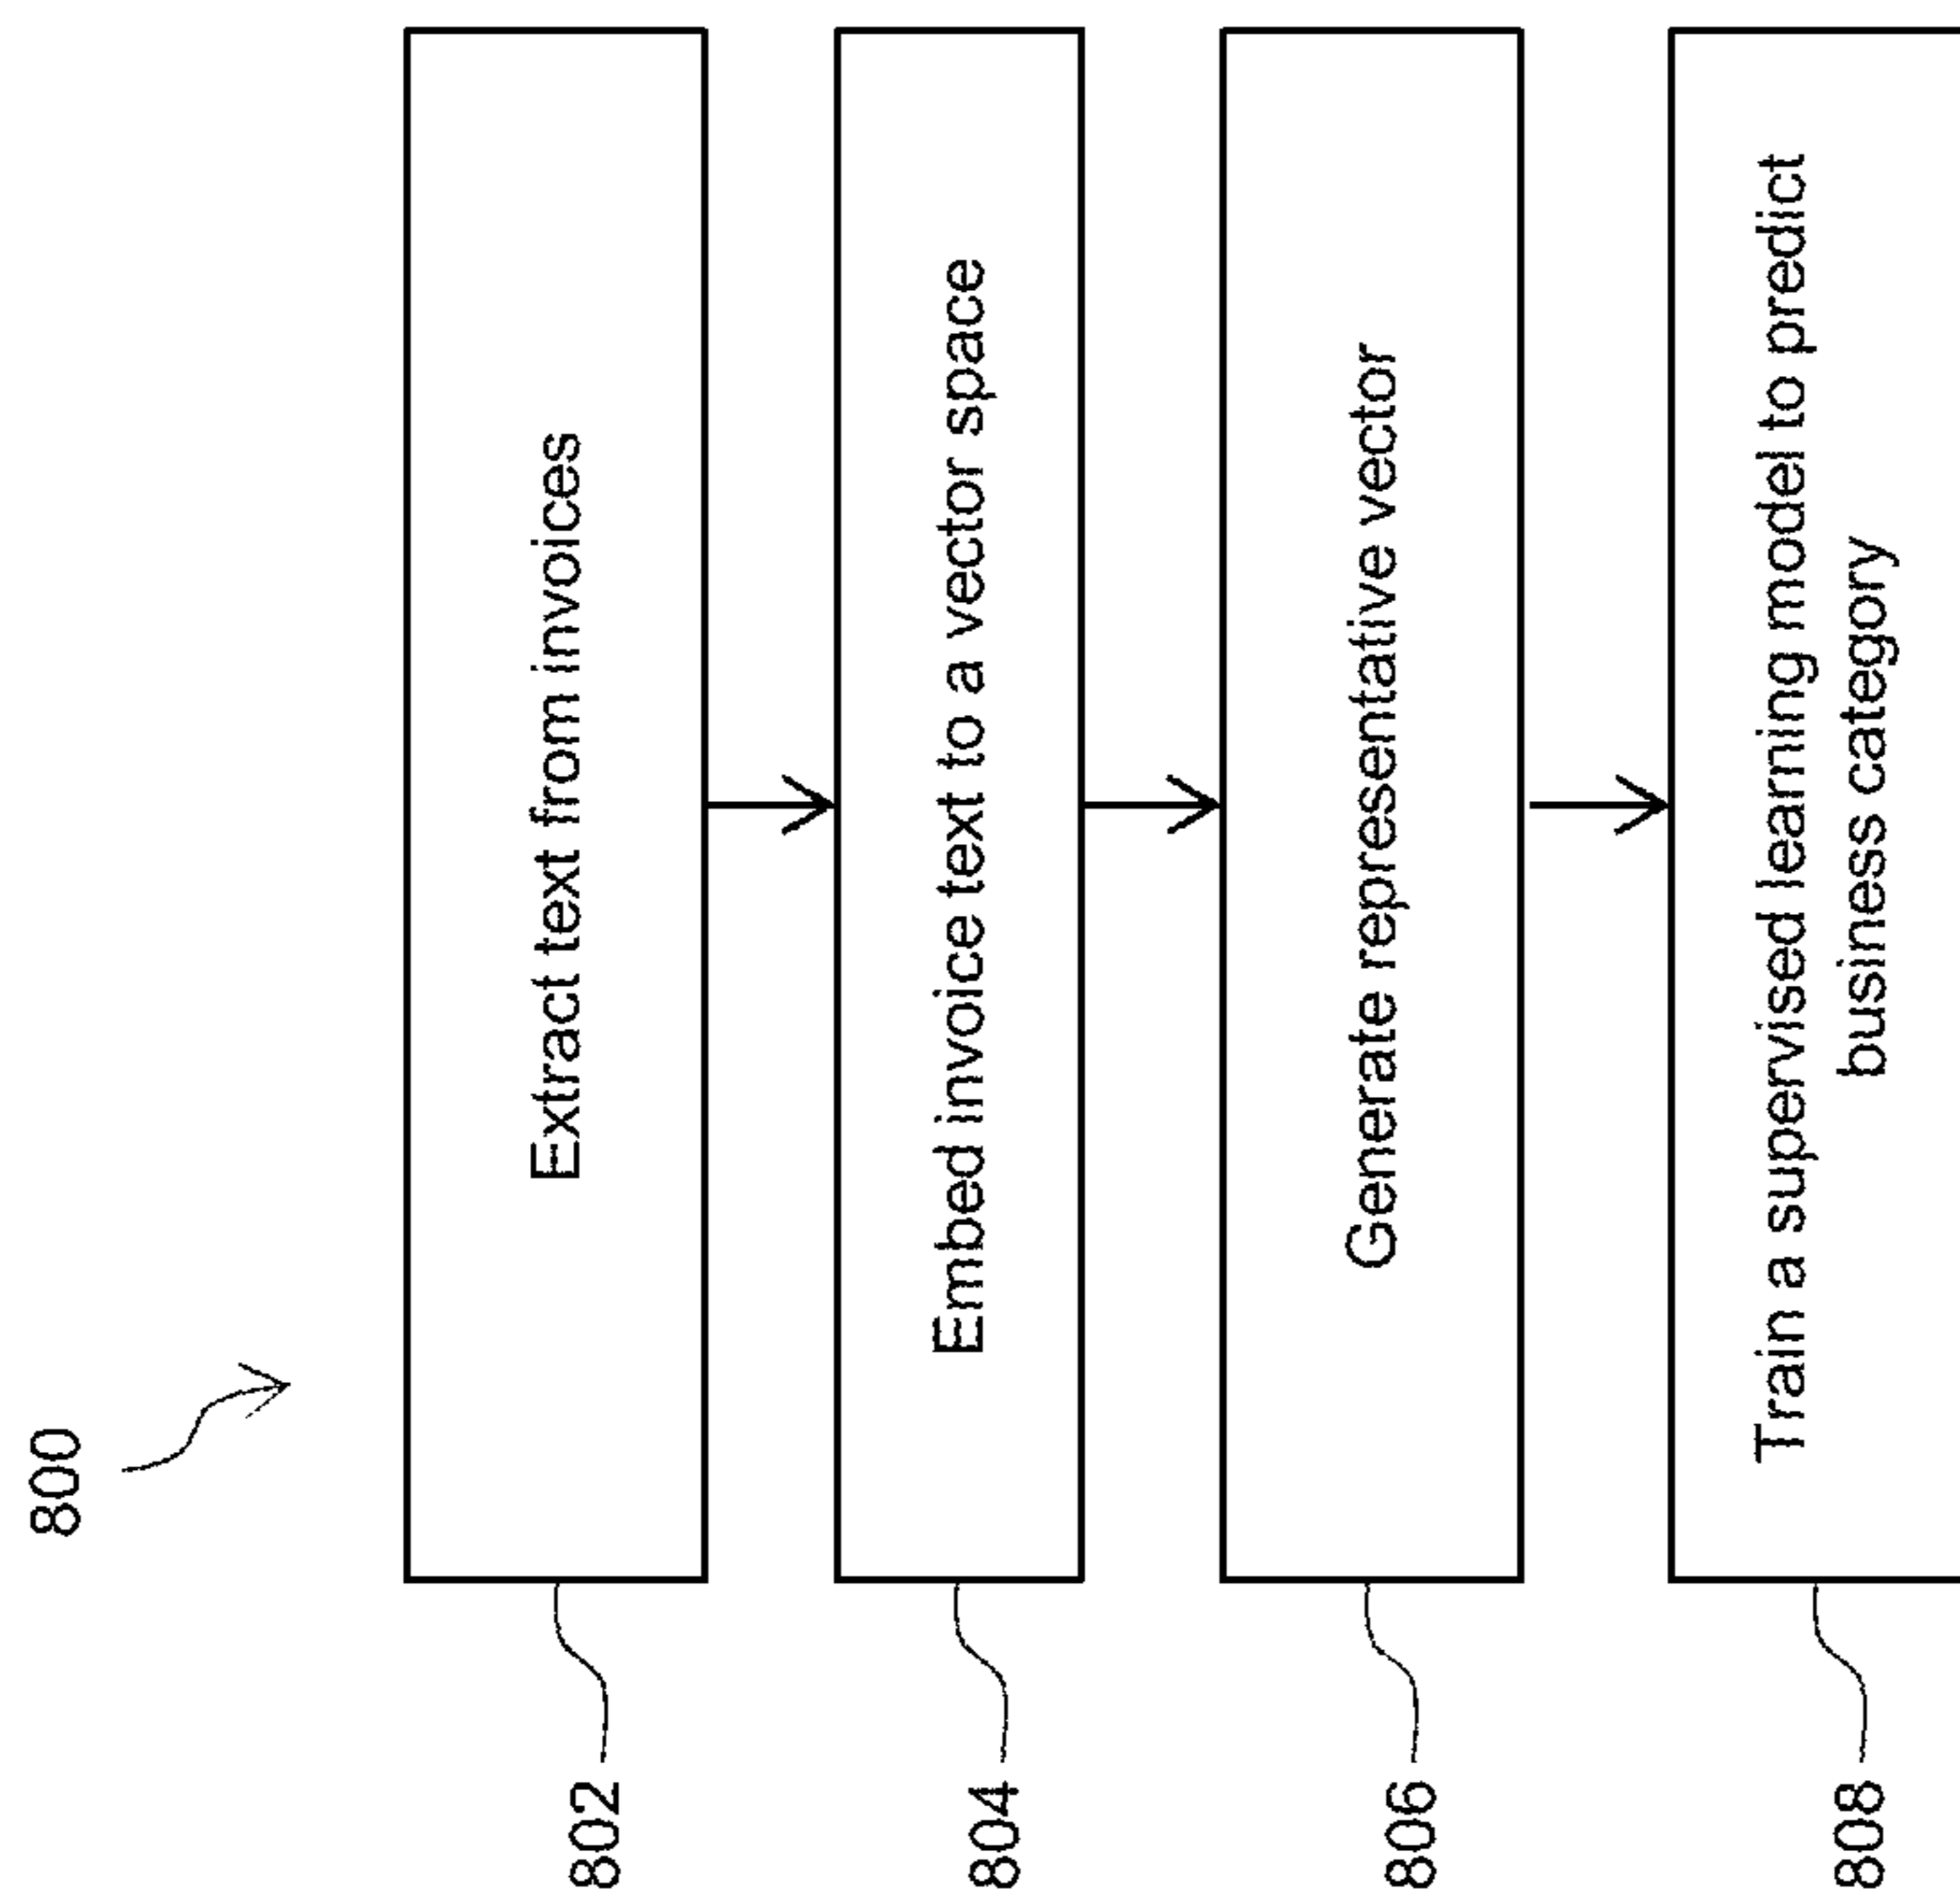 800
802
Extract text from invoices
804
Embed invoice text to a vector space
806
Generate representative vector
808
Train a supervised learning model to predict
business category